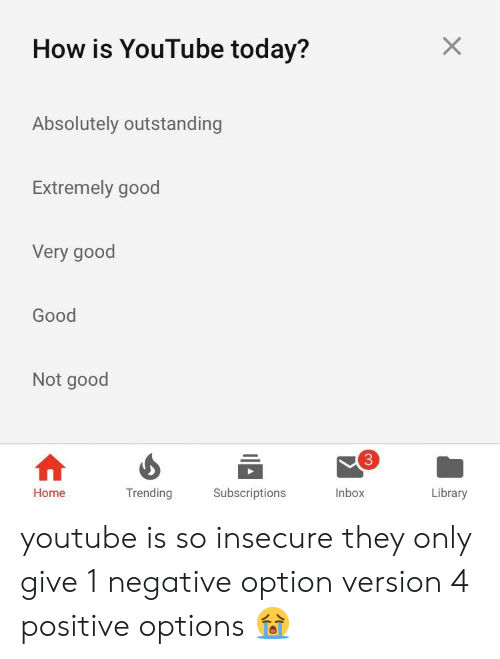 How is YouTube today?
Absolutely outstanding
Extremely good
Very good
Good
Not good
3
Home Trending Subscriptions Inbox Library
youtube is so insecure they only
give 1 negative option version 4
positive options 😭